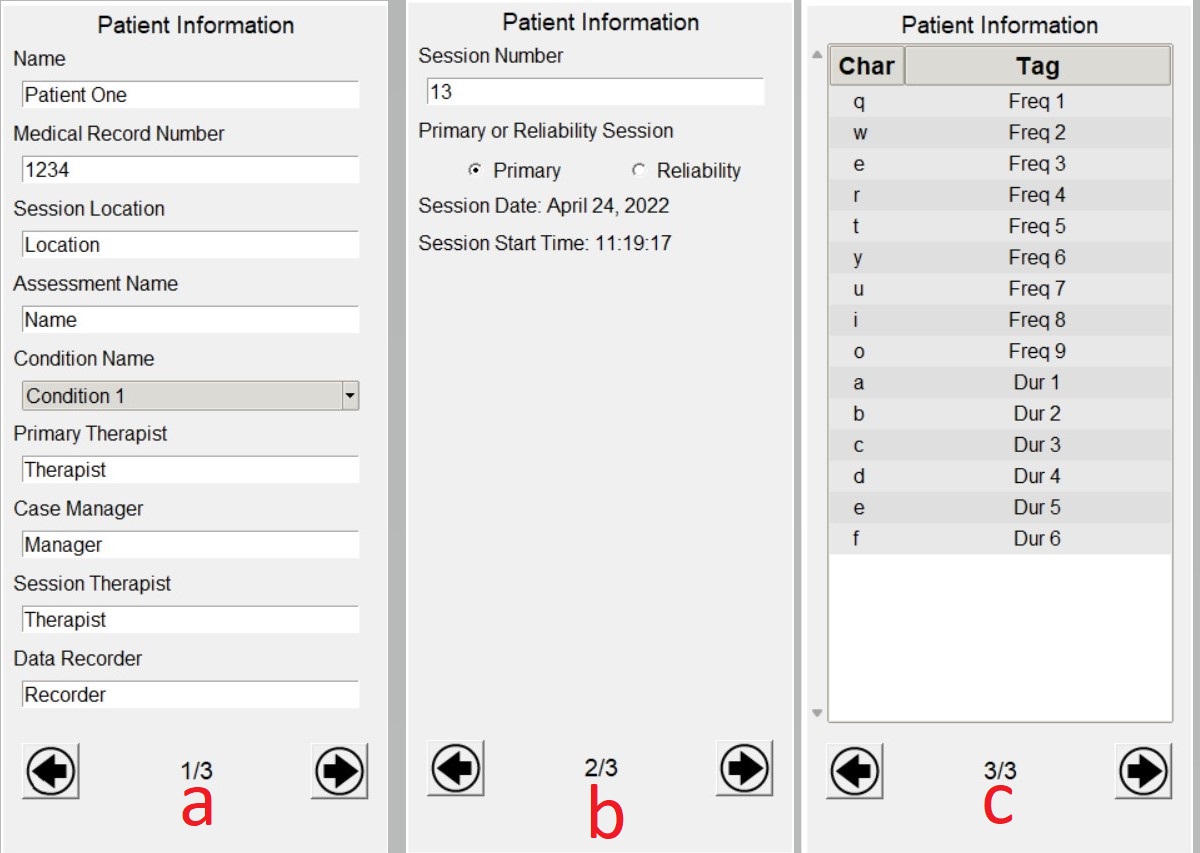 Patient Information
Name
Patient One
Medical Record Number
1234
Session Location
Location
Assessment Name
Name
Condition Name
Condition 1
Primary Therapist
Therapist
Case Manager
Manager
Session Therapist
Therapist
Data Recorder
Recorder
1/3
a
Patient Information
Session Number
13
Primary or Reliability Session
Primary Reliability
Session Date: April 24, 2022
Session Start Time: 11:19:17
2/3
b
Patient Information
Char Tag
q Freq 1
w Freq 2
e Freq 3
r Freq 4
t Freq 5
y Freq 6
u Freq 7
i Freq 8
o Freq 9
a Dur 1
b Dur 2
c Dur 3
d Dur 4
e Dur 5
f Dur 6
3/3
c